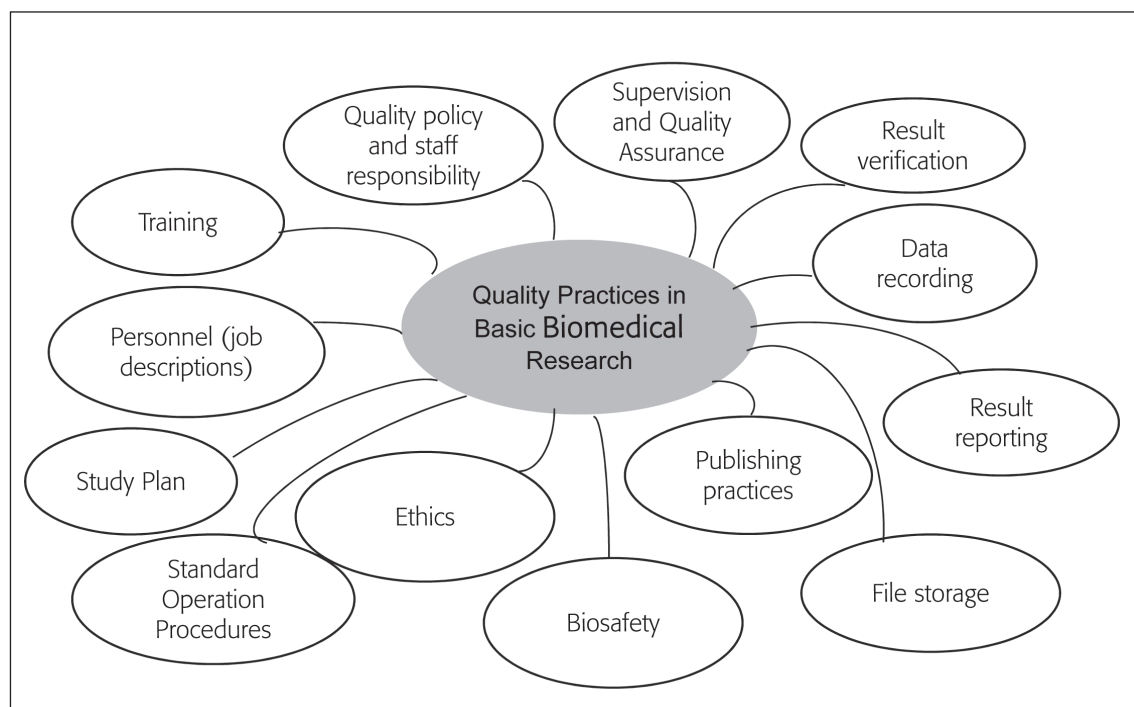 Supervision
and Quality
Assurance
Quality policy
and staff
responsibility
Result
verification
Training
Data
recording
Quality Practices in
Basic Biomedical
Research
Personnel (job
descriptions)
Result
reporting
Publishing
practices
Study Plan
Ethics
Standard
Operation
Procedures
File storage
Biosafety